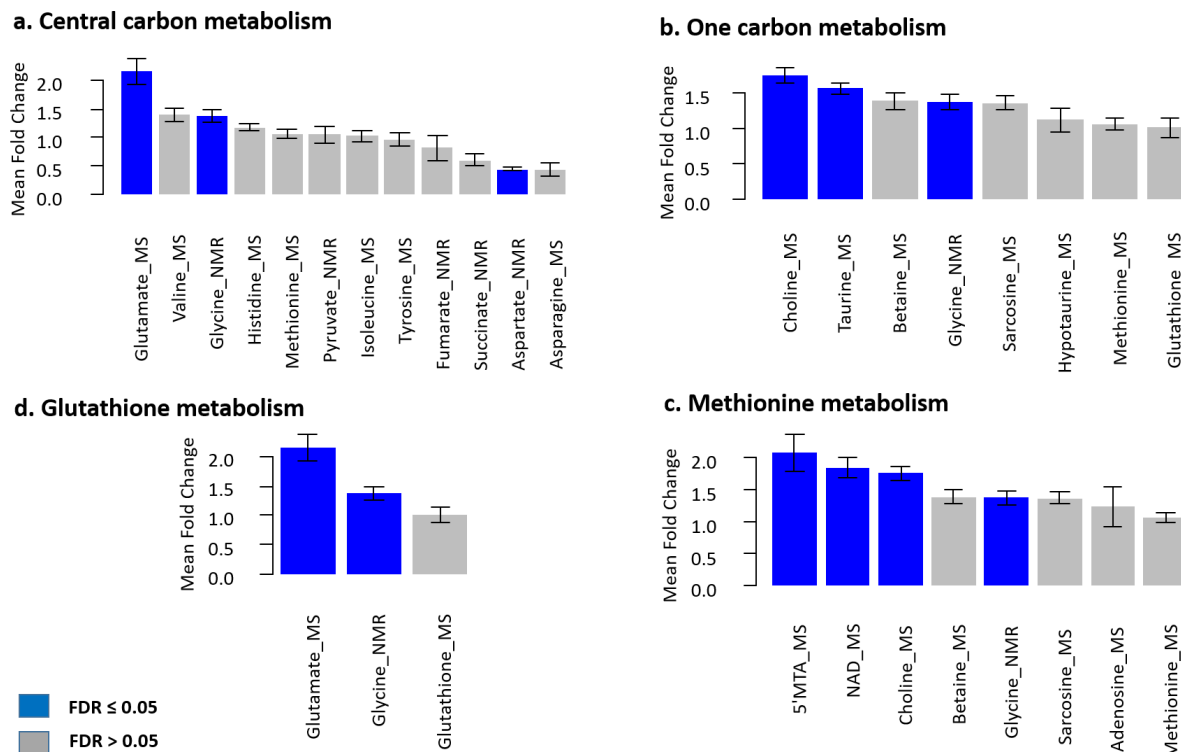 a. Central carbon metabolism
Mean Fold Change
2.0
1.5
1.0
0.5
0.0
Glutamate_MS
Valine_MS
Glycine_NMR
Histidine_MS
Methionine_MS
Pyruvate_NMR
Isoleucine_MS
Tyrosine_MS
Fumarate_NMR
Succinate_NMR
Aspartate_NMR
Asparagine_MS
b. One carbon metabolism
Mean Fold Change
1.5
1.0
0.5
0.0
Choline_MS
Taurine_MS
Betaine_MS
Glycine_NMR
Sarcosine_MS
Hypotaurine_MS
Methionine_MS
Glutathione_MS
d. Glutathione metabolism
Mean Fold Change
2.0
1.5
1.0
0.5
0.0
Glutamate_MS
Glycine_NMR
Glutathione_MS
FDR ≤ 0.05
FDR > 0.05
c. Methionine metabolism
Mean Fold Change
2.0
1.5
1.0
0.5
0.0
5'MTA_MS
NAD_MS
Choline_MS
Betaine_MS
Glycine_NMR
Sarcosine_MS
Adenosine_MS
Methionine_MS